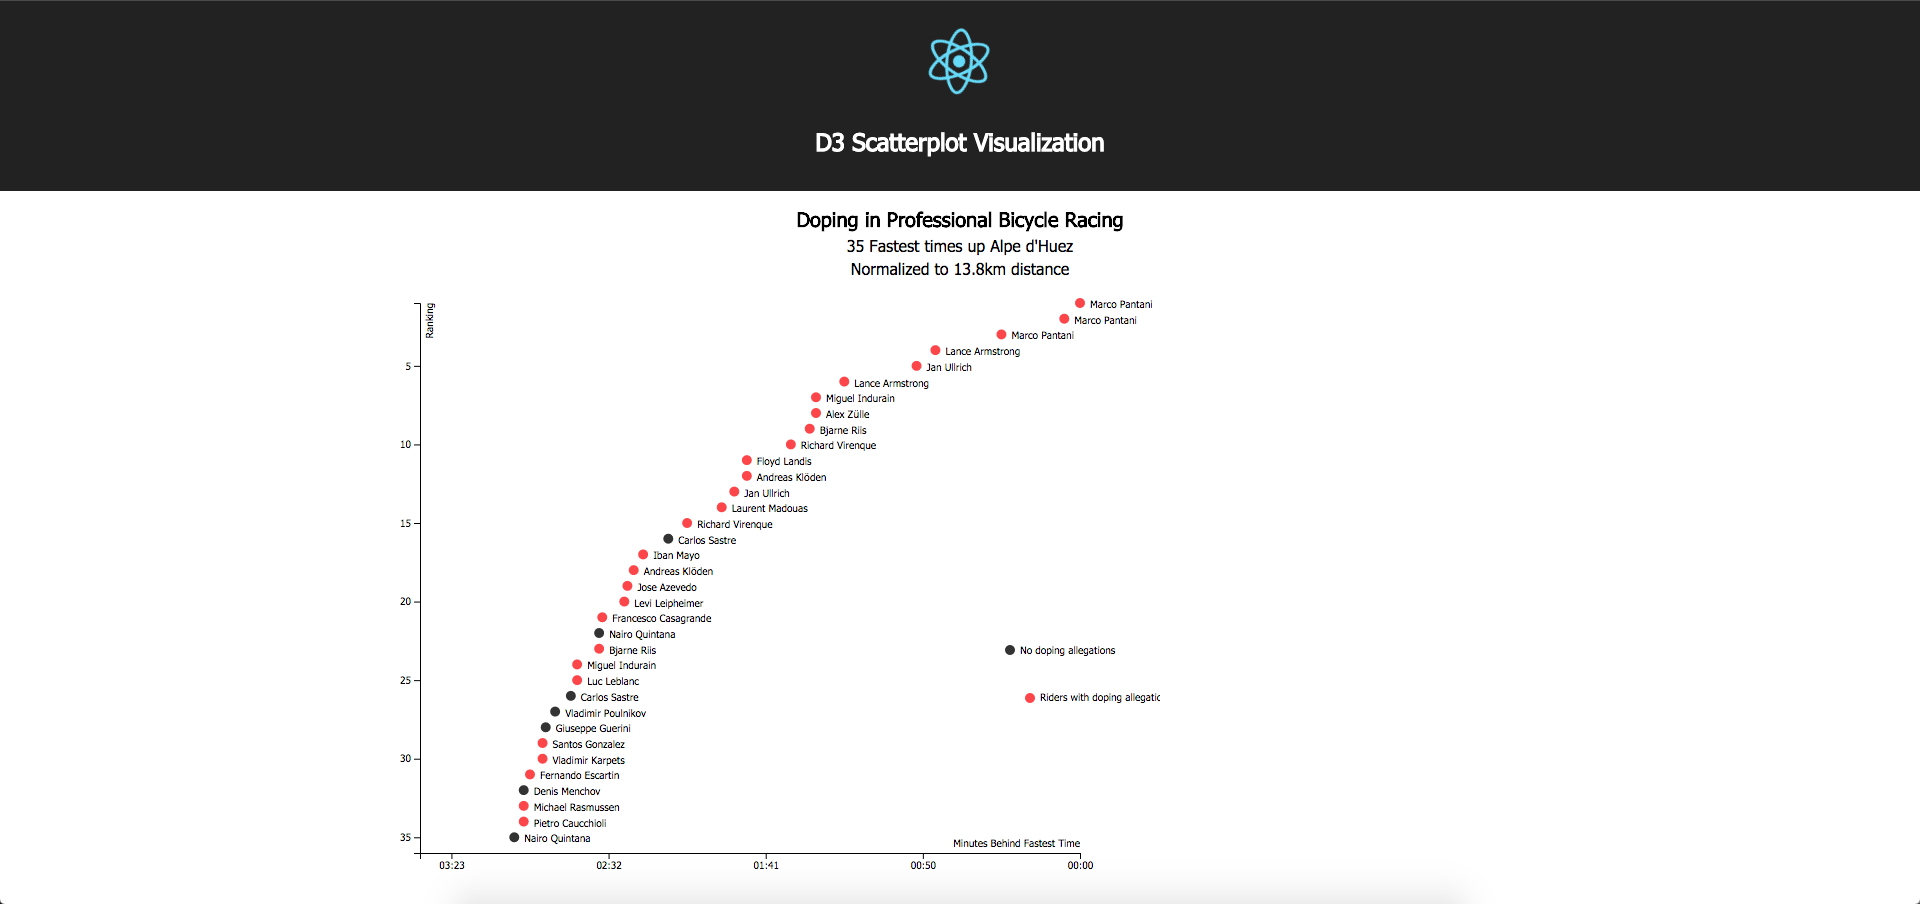 D3 Scatterplot Visualization
Doping in Professional Bicycle Racing
35 Fastest times up Alpe d'Huez
Normalized to 13.8km distance
Ranking
Marco Pantani
Marco Pantani
Marco Pantani
Lance Armstrong
5
Jan Ullrich
Lance Armstrong
Miguel Indurain
Alex Zülle
Bjarne Riis
10
Richard Virenque
Floyd Landis
Andreas Klöden
Jan Ullrich
Laurent Madouas
15
Richard Virenque
Carlos Sastre
Iban Mayo
Andreas Klöden
Jose Azevedo
20
Levi Leipheimer
Francesco Casagrande
Nairo Quintana
Bjarne Riis
No doping allegations
Miguel Indurain
25
Luc Leblanc
Carlos Sastre
Riders with doping allegatic
Vladimir Poulnikov
Giuseppe Guerini
Santos Gonzalez
30
Vladimir Karpets
Fernando Escartin
Denis Menchov
Michael Rasmussen
Pietro Caucchioli
35
Nairo Quintana
Minutes Behind Fastest Time
03:23 02:32 01:41 00:50 00:00